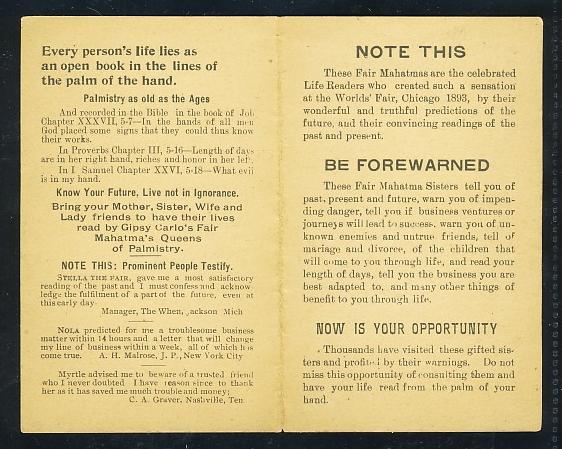 Every person's life lies as
an open book in the lines of
the palm of the hand.
Palmistry as old as the Ages
And recorded in the Bible in the book of Job
Chapter XXXVII, 5-7—In the hands of all men
God placed some signs that they could thus know
their works.
In Proverbs Chapter III, 5-16—Length of days
are in her right hand, riches and honor in her left.
In I Samuel Chapter XXVI, 5-18—What evil
is in my hand.
Know Your Future, Live not in Ignorance.
Bring your Mother, Sister, Wife and
Lady friends to have their lives
read by Gipsy Carlo's Fair
Mahatma's Queens
of Palmistry.
NOTE THIS: Prominent People Testify.
STELLA THE FAIR, gave me a most satisfactory
reading of the past and I must confess and acknow-
ledge the fulfilment of a part of the future, even at
this early day
Manager, The When, Jackson Mich
NOLA predicted for me a troublesome business
matter within 14 hours and a letter that will change
my line of business within a week, all of which has
come true. A. H. Malrose, J. P., New York City
Myrtle advised me to beware of a trusted friend
who I never doubted I have reason since to thank
her as it has saved me much trouble and money
C. A. Graver, Nashville, Ten
NOTE THIS
These Fair Mahatmas are the celebrated
Life Readers who created such a sensation
at the Worlds' Fair, Chicago 1893, by their
wonderful and truthful predictions of the
future, and their convincing readings of the
past and present.
BE FOREWARNED
These Fair Mahatma Sisters tell you of
past, present and future, warn you of impen-
ding danger, tell you if business ventures or
journeys will lead to success, warn you of un-
known enemies and untrue friends, tell of
marriage and divorce, of the children that
will come to you through life, and read your
length of days, tell you the business you are
best adapted to, and many other things of
benefit to you through life.
NOW IS YOUR OPPORTUNITY
Thousands have visited these gifted sis-
ters and profited by their warnings. Do not
miss this opportunity of consulting them and
have your life read from the palm of your
hand.